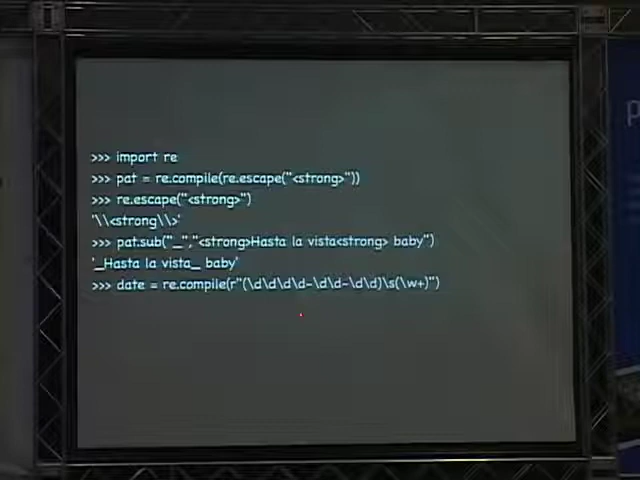 >>> import re
>>> pat = re.compile(re.escape("<strong>"))
>>> re.escape("<strong>")
'\\<strong\\>'
>>> pat.sub("_","<strong>Hasta la vista<strong> baby")
'_Hasta la vista_ baby'
>>> date = re.compile(r"(\d\d\d\d-\d\d-\d\d)\s(\w+)")